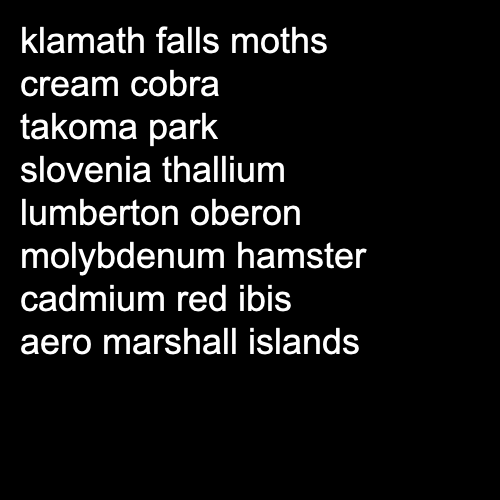 klamath falls moths
cream cobra
takoma park
slovenia thallium
lumberton oberon
molybdenum hamster
cadmium red ibis
aero marshall islands